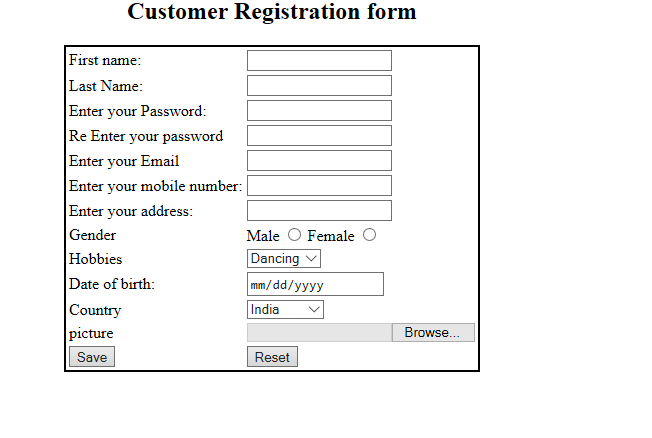 Customer Registration form
First name:
Last Name:
Enter your Password:
Re Enter your password
Enter your Email
Enter your mobile number:
Enter your address:
Gender Male Female
Hobbies Dancing
Date of birth: mm/dd/yyyy
Country India
picture Browse...
Save Reset